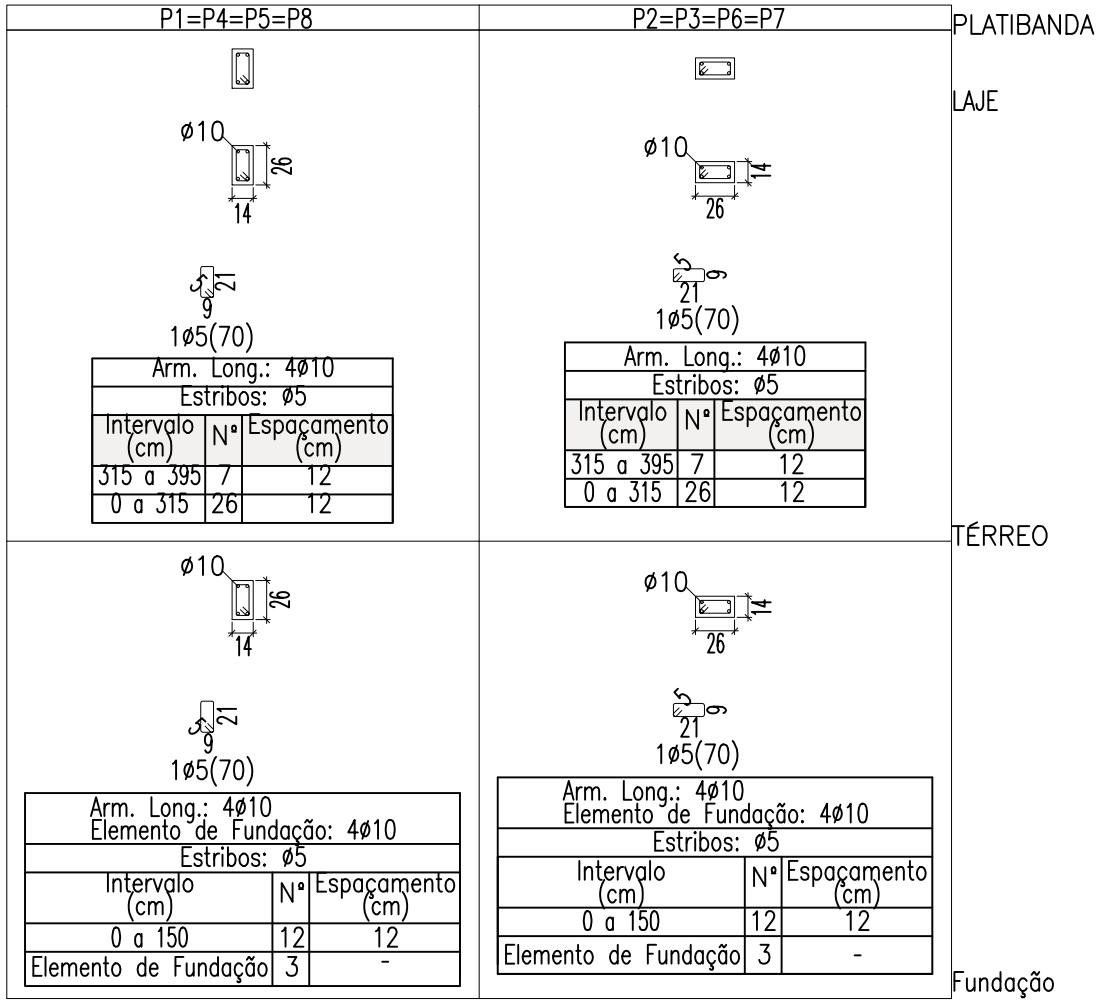 P1=P4=P5=P8
P2=P3=P6=P7
PLATIBANDA
LAJE
ø10
26
14
ø10
14
26
5
21
9
1ø5(70)
5
9
21
1ø5(70)
Arm. Long.: 4ø10
Estribos: ø5
Intervalo (cm) Nº Espaçamento (cm)
315 a 395 7 12
0 a 315 26 12
Arm. Long.: 4ø10
Estribos: ø5
Intervalo (cm) Nº Espaçamento (cm)
315 a 395 7 12
0 a 315 26 12
TÉRREO
ø10
26
14
ø10
14
26
5
21
9
1ø5(70)
5
9
21
1ø5(70)
Arm. Long.: 4ø10
Elemento de Fundação: 4ø10
Estribos: ø5
Intervalo (cm) Nº Espaçamento (cm)
0 a 150 12 12
Elemento de Fundação 3 -
Arm. Long.: 4ø10
Elemento de Fundação: 4ø10
Estribos: ø5
Intervalo (cm) Nº Espaçamento (cm)
0 a 150 12 12
Elemento de Fundação 3 -
Fundação